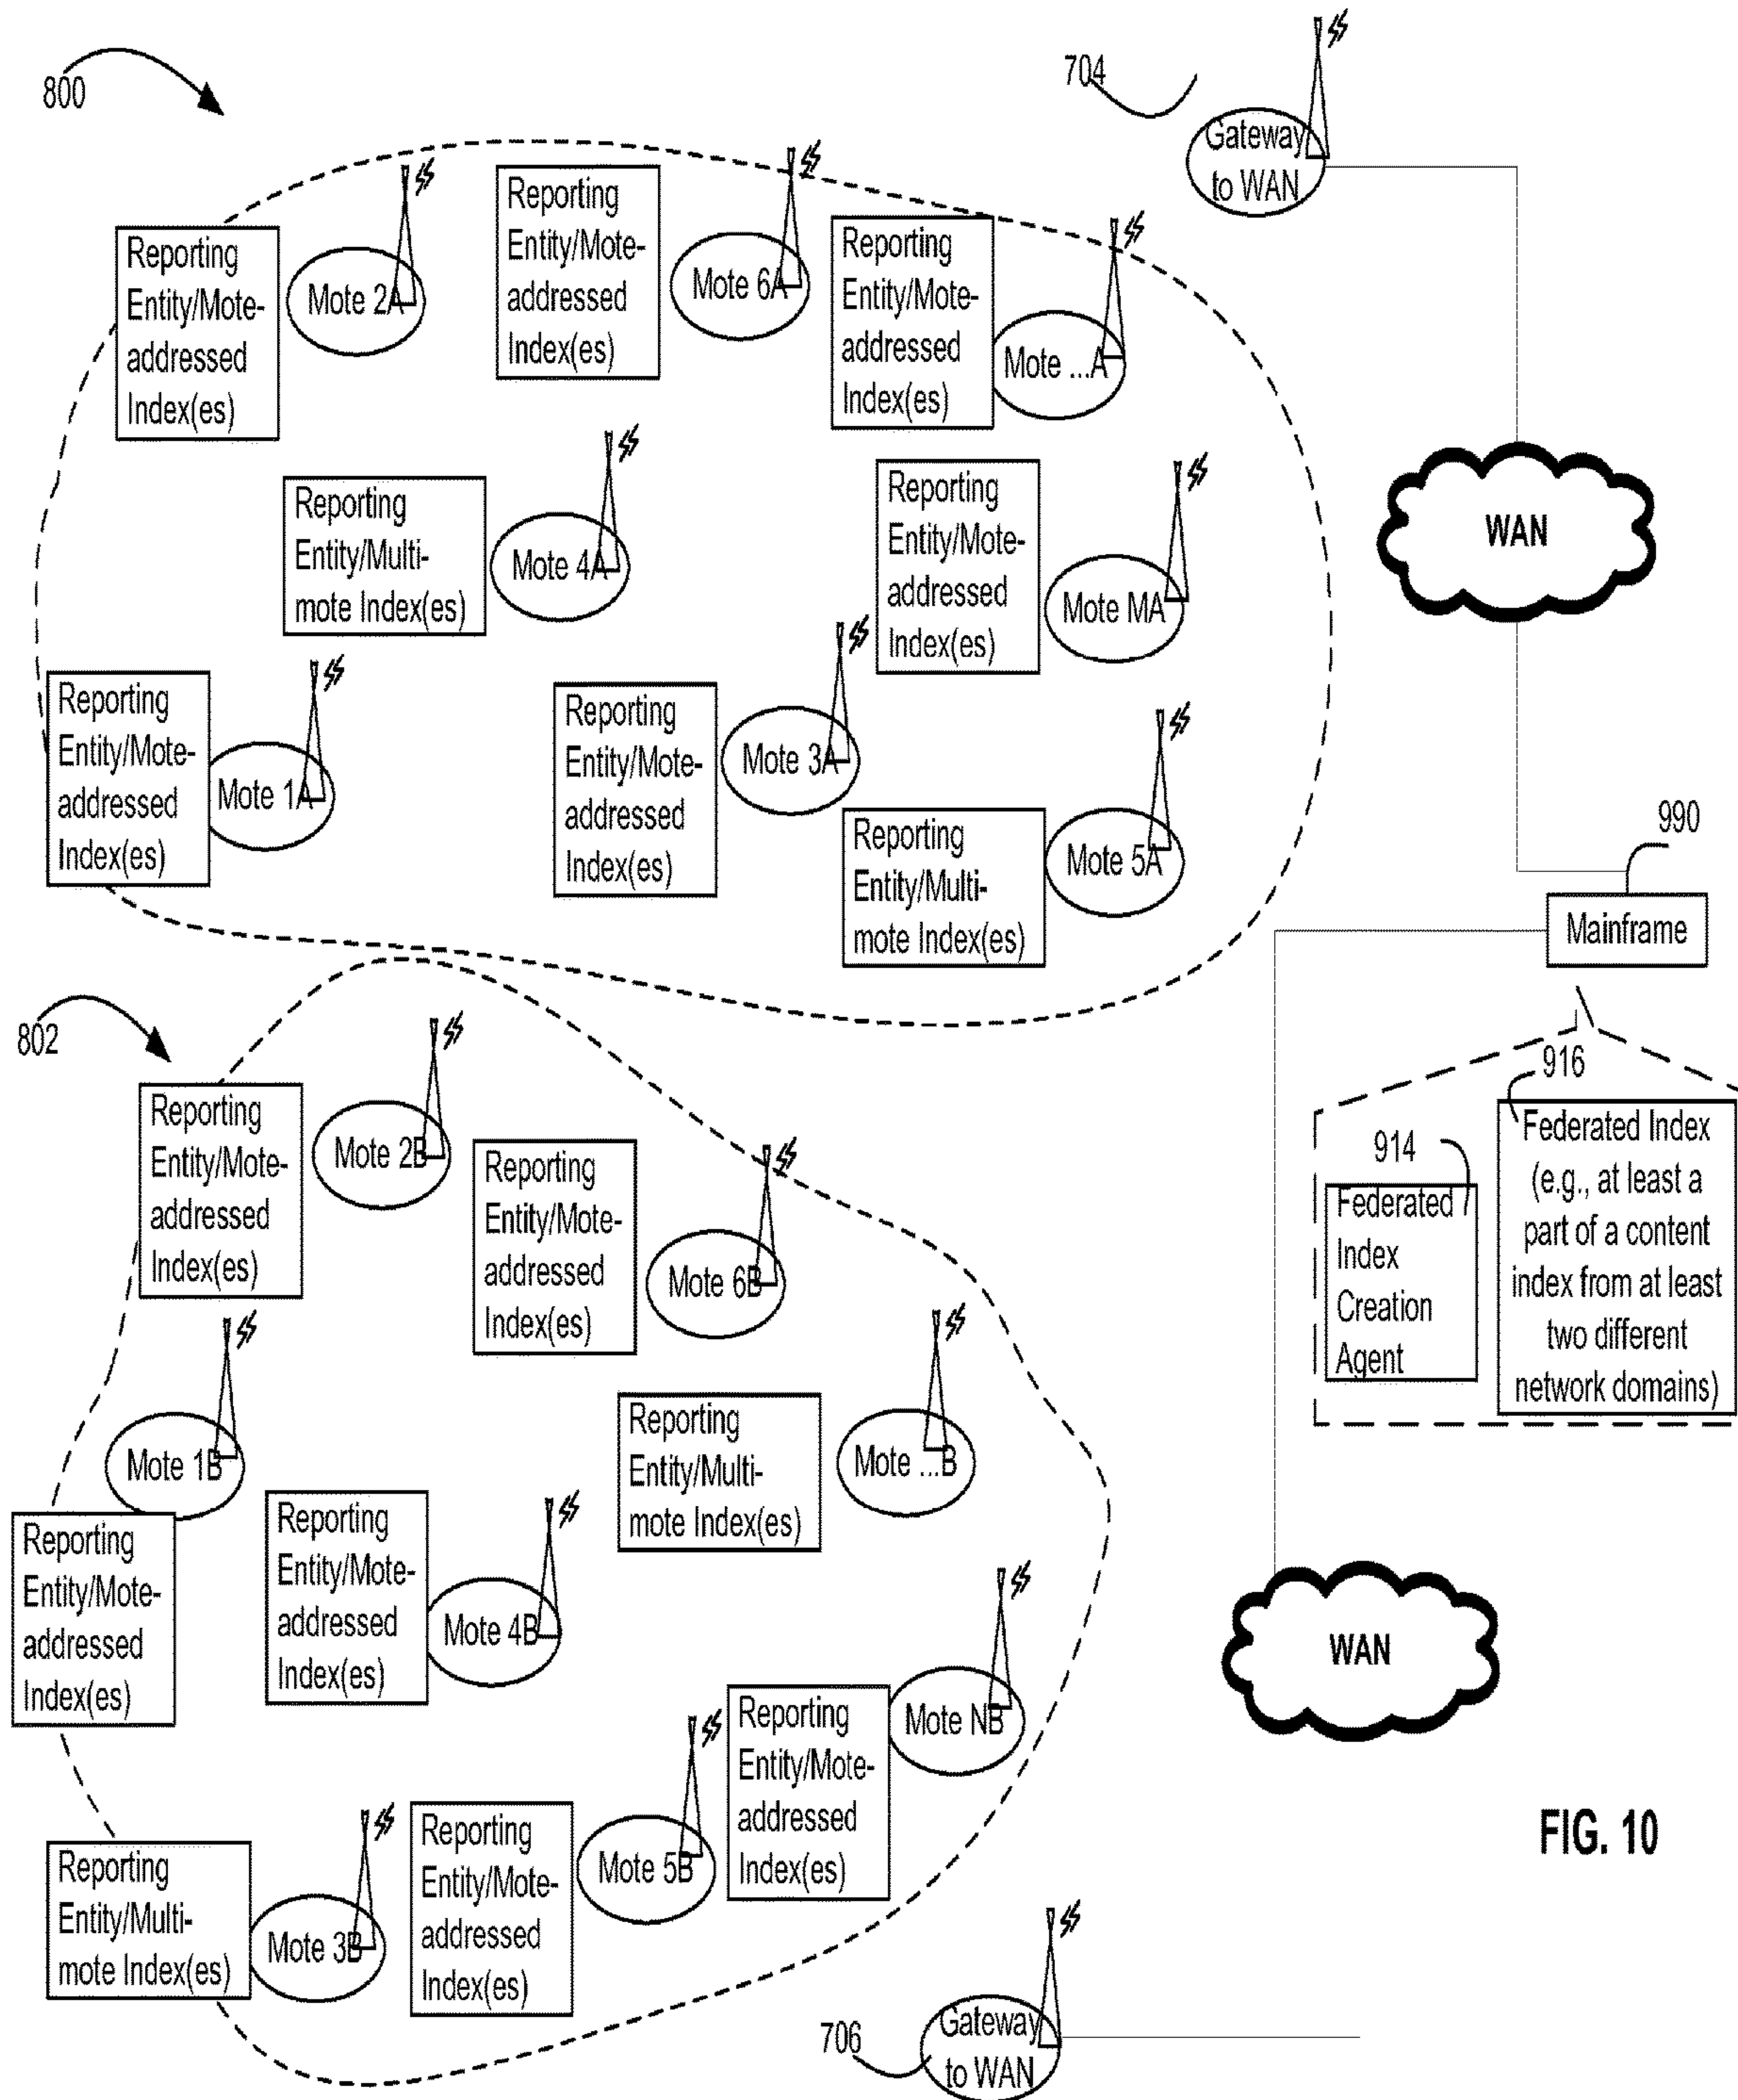 800
704
Gateway
to WAN
Reporting
Entity/Mote-
addressed
Index(es)
Mote 2A
Reporting
Entity/Mote-
addressed
Index(es)
Mote 6A
Reporting
Entity/Mote-
addressed
Index(es)
Mote ...A
Reporting
Entity/Multi-
mote Index(es)
Mote 4A
Reporting
Entity/Mote-
addressed
Index(es)
Mote MA
WAN
Reporting
Entity/Mote-
addressed
Index(es)
Mote 1A
Reporting
Entity/Mote-
addressed
Index(es)
Mote 3A
Reporting
Entity/Multi-
mote Index(es)
Mote 5A
990
Mainframe
802
Reporting
Entity/Mote-
addressed
Index(es)
Mote 2B
Reporting
Entity/Mote-
addressed
Index(es)
Mote 6B
914
Federated
Index
Creation
Agent
916
Federated Index
(e.g., at least a
part of a content
index from at least
two different
network domains)
Mote 1B
Reporting
Entity/Mote-
addressed
Index(es)
Reporting
Entity/Mote-
addressed
Index(es)
Mote 4B
Reporting
Entity/Multi-
mote Index(es)
Mote ...B
WAN
Reporting
Entity/Multi-
mote Index(es)
Mote 3B
Reporting
Entity/Mote-
addressed
Index(es)
Mote 5B
Reporting
Entity/Mote-
addressed
Index(es)
Mote NB
FIG. 10
706
Gateway
to WAN